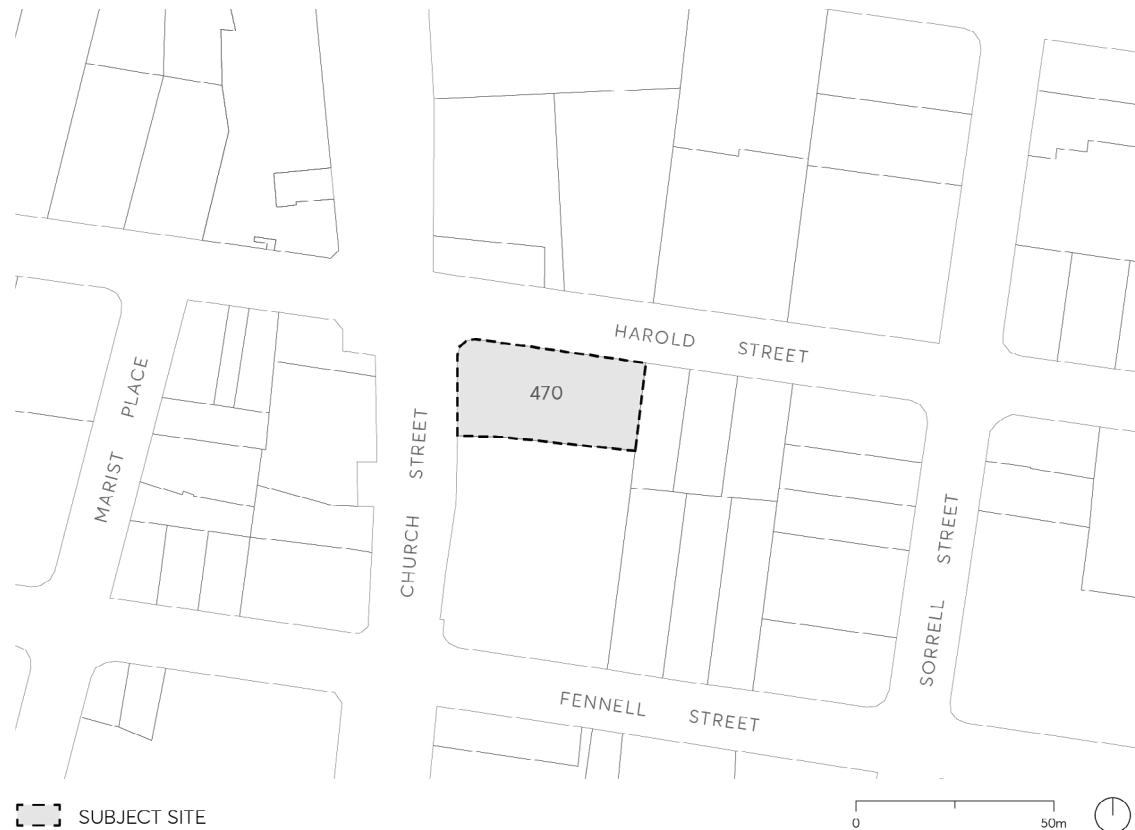 HAROLD STREET
470
MARIST PLACE
CHURCH STREET
SORRELL STREET
FENNELL STREET
SUBJECT SITE
0 50m